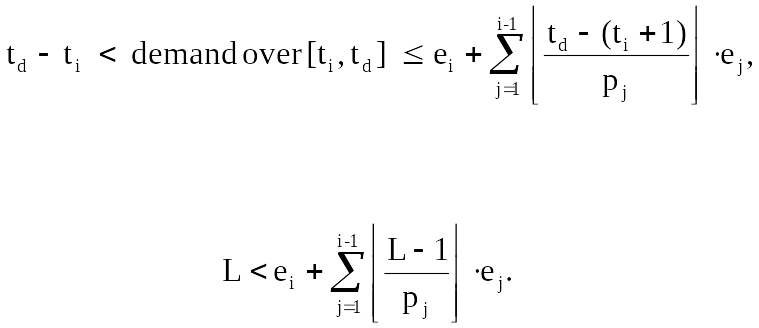 t_d - t_i < demand over [t_i, t_d] ≤ e_i + ∑_{j=1}^{i-1} ⌊(t_d - (t_i + 1)) / p_j⌋ · e_j,
L < e_i + ∑_{j=1}^{i-1} ⌊(L - 1) / p_j⌋ · e_j.